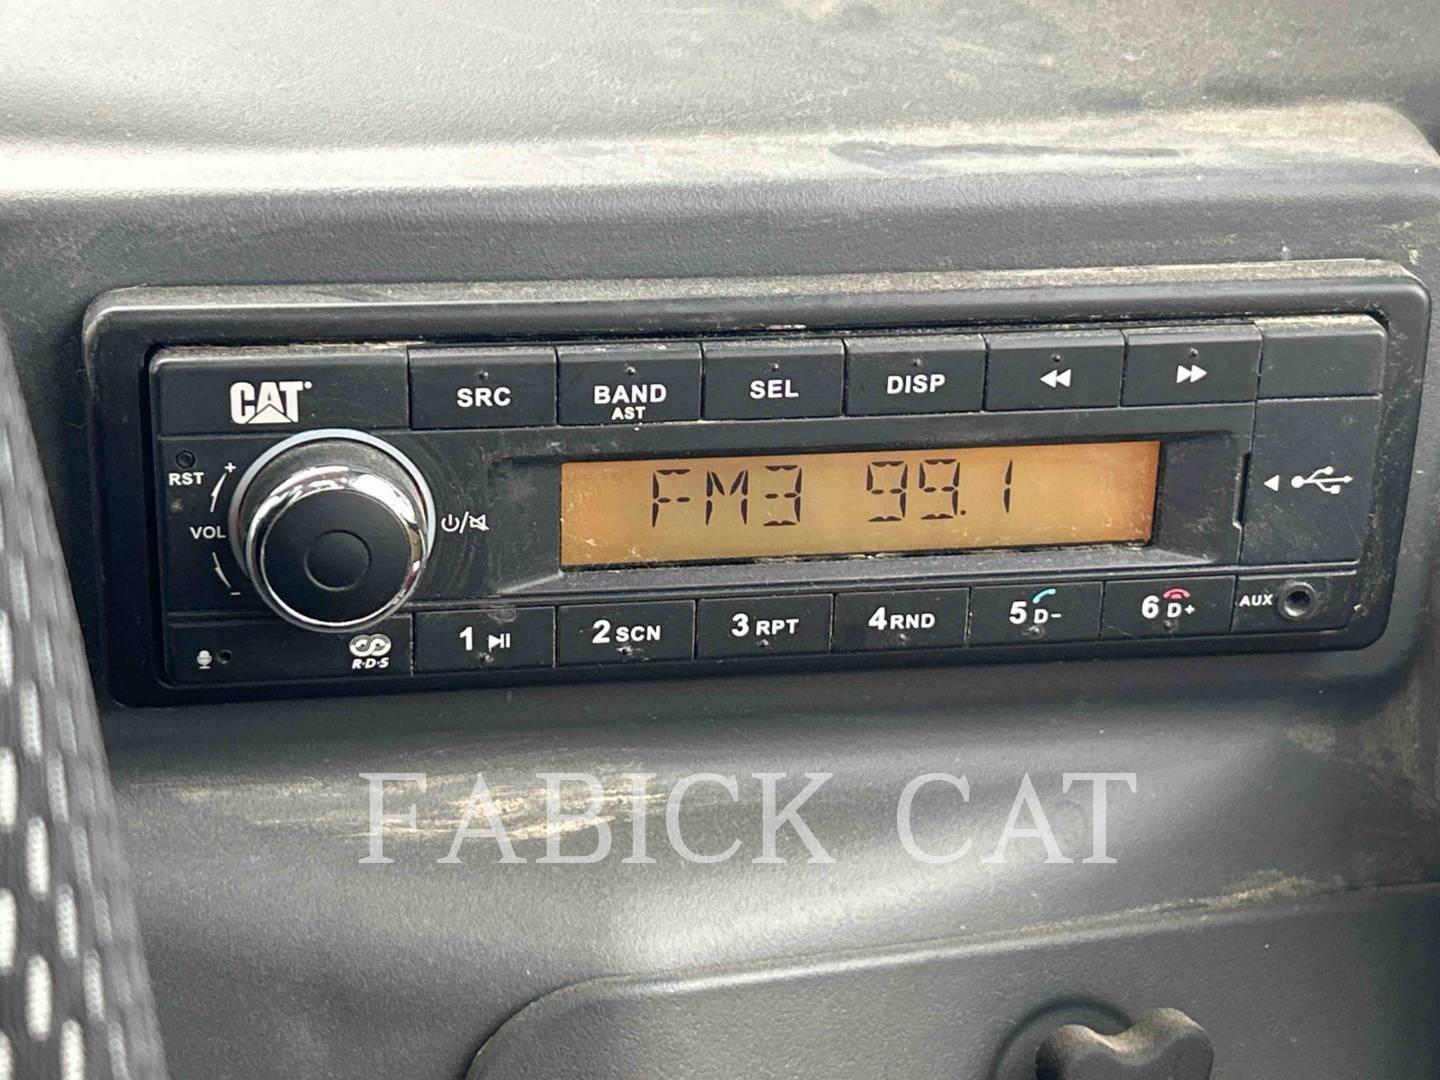 CAT
SRC
BAND
AST
SEL
DISP
RST
+
VOL
-
FM3 99.1
R·D·S
1
2 SCN
3 RPT
4 RND
5 D-
6 D+
AUX
FABICK CAT